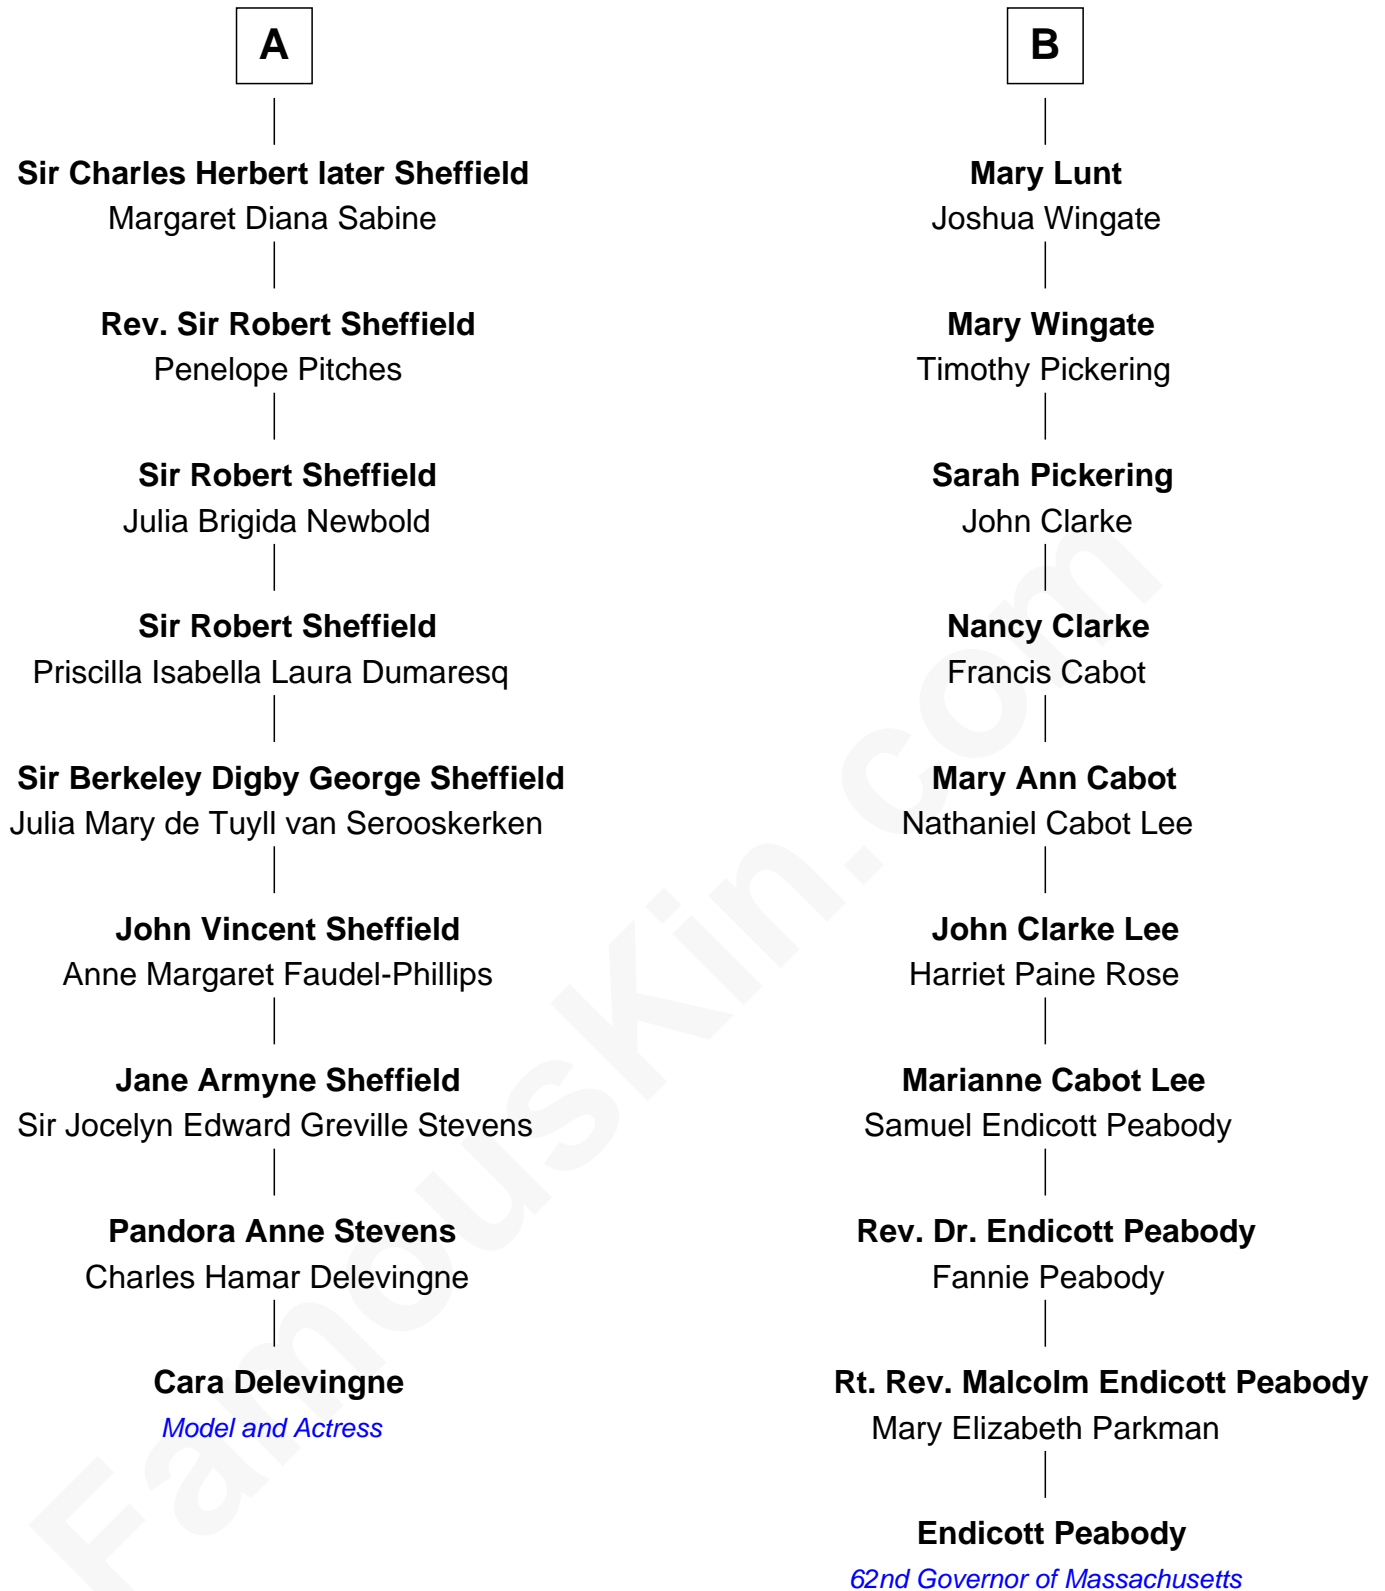 A
Sir Charles Herbert later Sheffield
Margaret Diana Sabine
Rev. Sir Robert Sheffield
Penelope Pitches
Sir Robert Sheffield
Julia Brigida Newbold
Sir Robert Sheffield
Priscilla Isabella Laura Dumaresq
Sir Berkeley Digby George Sheffield
Julia Mary de Tuyll van Serooskerken
John Vincent Sheffield
Anne Margaret Faudel-Phillips
Jane Armyne Sheffield
Sir Jocelyn Edward Greville Stevens
Pandora Anne Stevens
Charles Hamar Delevingne
Cara Delevingne
Model and Actress
B
Mary Lunt
Joshua Wingate
Mary Wingate
Timothy Pickering
Sarah Pickering
John Clarke
Nancy Clarke
Francis Cabot
Mary Ann Cabot
Nathaniel Cabot Lee
John Clarke Lee
Harriet Paine Rose
Marianne Cabot Lee
Samuel Endicott Peabody
Rev. Dr. Endicott Peabody
Fannie Peabody
Rt. Rev. Malcolm Endicott Peabody
Mary Elizabeth Parkman
Endicott Peabody
62nd Governor of Massachusetts
FamousKin.com